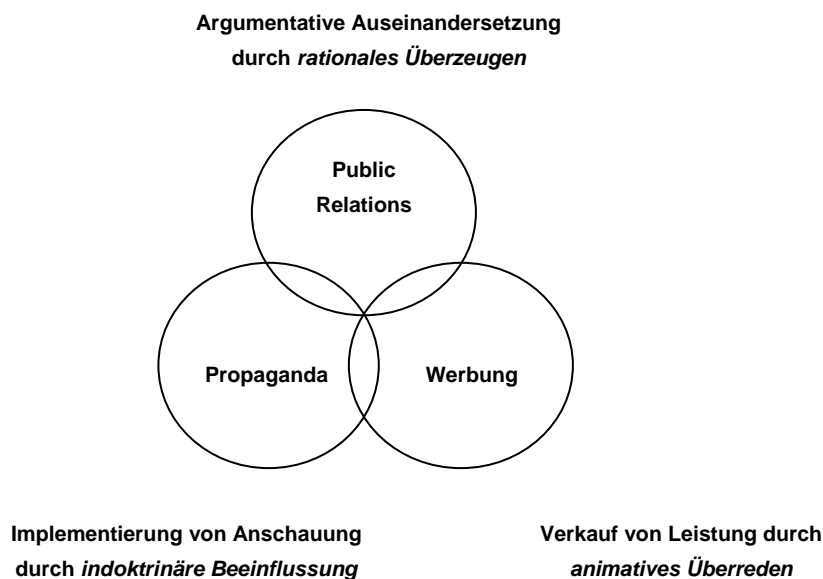 Argumentative Auseinandersetzung
durch rationales Überzeugen
Public
Relations
Propaganda
Werbung
Implementierung von Anschauung
durch indoktrinäre Beeinflussung
Verkauf von Leistung durch
animatives Überreden